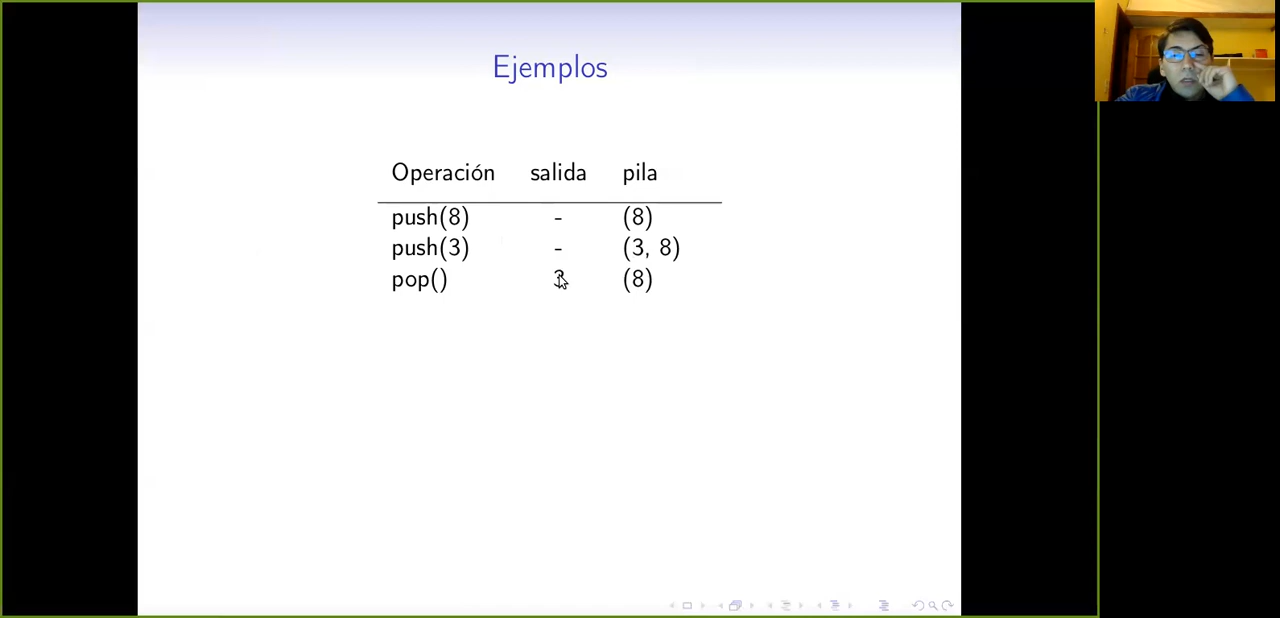 Ejemplos
Operación salida pila
push(8) - (8)
push(3) - (3, 8)
pop() 3 (8)